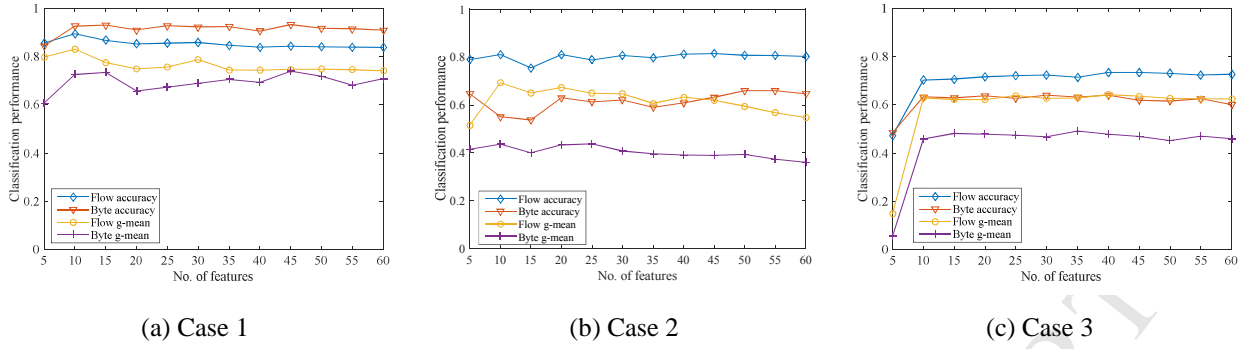 Classification performance
1
0.8
0.6
0.4
0.2
0
Flow accuracy
Byte accuracy
Flow g-mean
Byte g-mean
5 10 15 20 25 30 35 40 45 50 55 60
No. of features
(a) Case 1
Classification performance
1
0.8
0.6
0.4
0.2
0
Flow accuracy
Byte accuracy
Flow g-mean
Byte g-mean
5 10 15 20 25 30 35 40 45 50 55 60
No. of features
(b) Case 2
Classification performance
1
0.8
0.6
0.4
0.2
0
Flow accuracy
Byte accuracy
Flow g-mean
Byte g-mean
5 10 15 20 25 30 35 40 45 50 55 60
No. of features
(c) Case 3